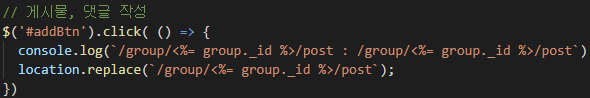 // 게시물, 댓글 작성
$('#addBtn').click( () => {
  console.log(`/group/<%= group._id %>/post : /group/<%= group._id %>/post`)
  location.replace(`/group/<%= group._id %>/post`);
})